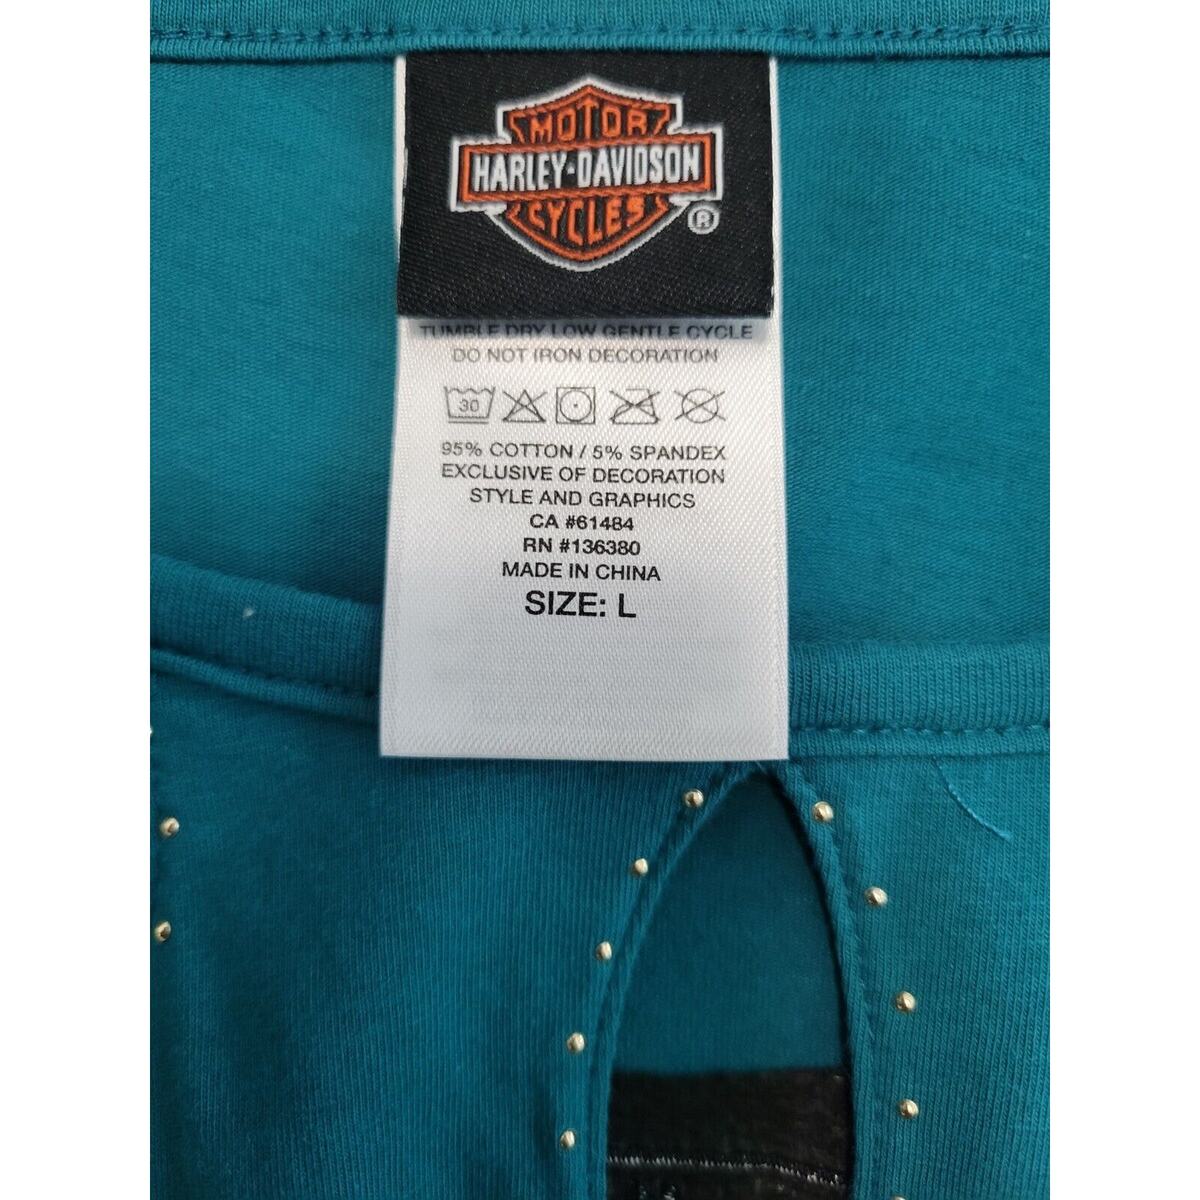 MOTOR
HARLEY-DAVIDSON
CYCLES
®
TUMBLE DRY LOW GENTLE CYCLE
DO NOT IRON DECORATION
30
95% COTTON / 5% SPANDEX
EXCLUSIVE OF DECORATION
STYLE AND GRAPHICS
CA #61484
RN #136380
MADE IN CHINA
SIZE: L